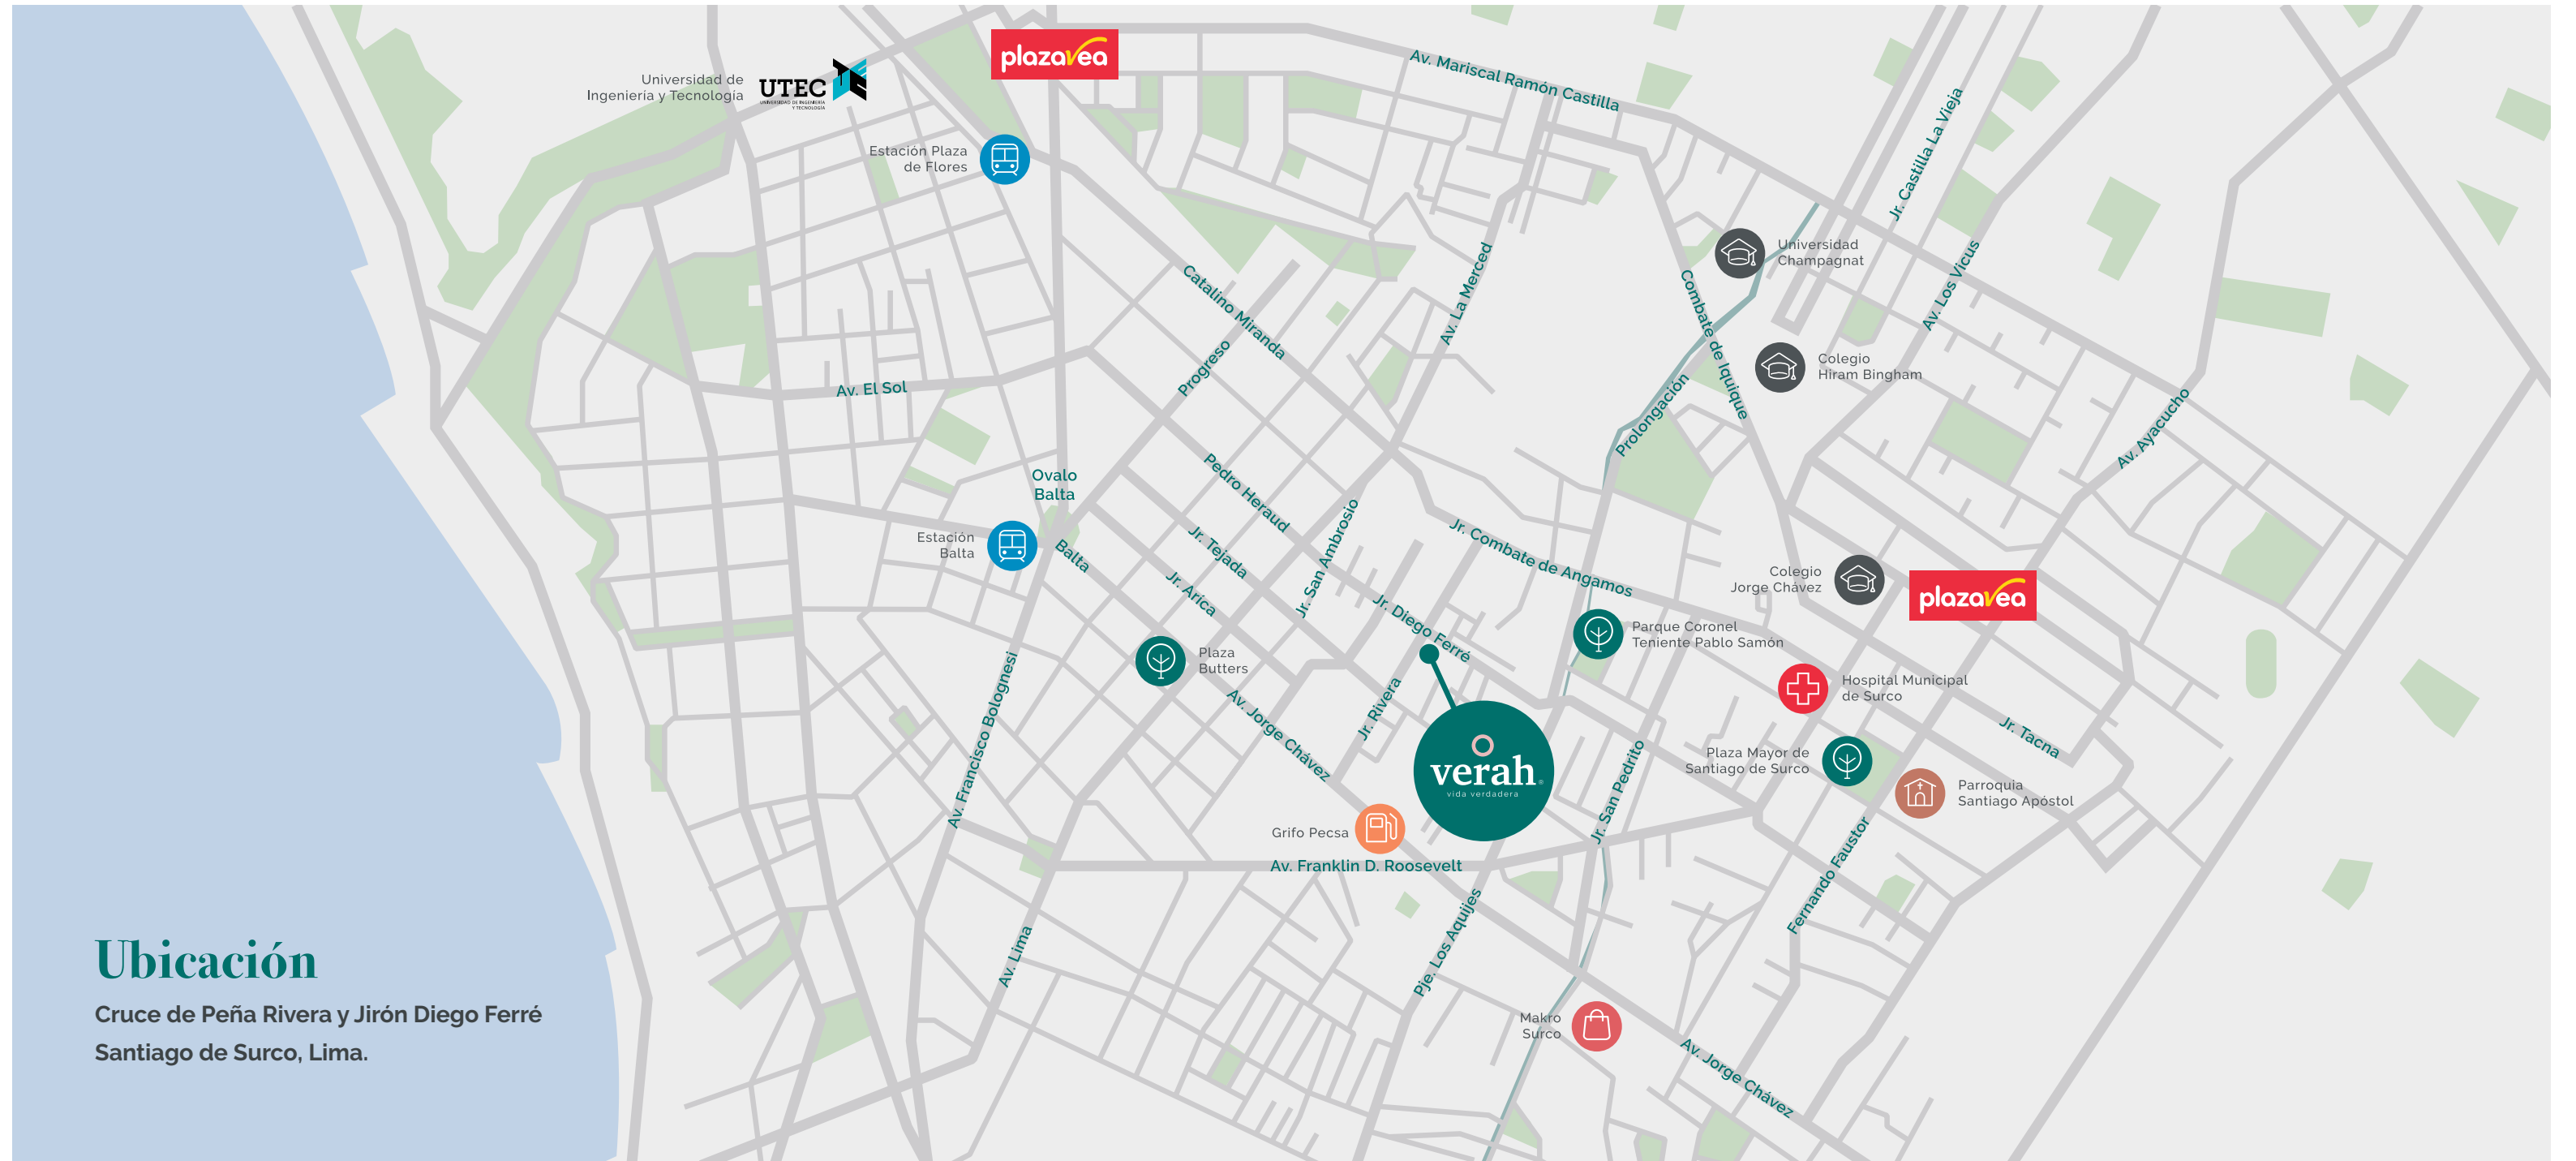 Universidad de
Ingeniería y Tecnología
UTEC
UNIVERSIDAD DE INGENIERÍA
Y TECNOLOGÍA
plazavea
Av. Mariscal Ramón Castilla
Jr. Castilla La Vieja
Estación Plaza
de Flores
Universidad
Champagnat
Av. La Merced
Catalino Miranda
Combate de Iquique
Av. Los Vicus
Progreso
Colegio
Hiram Bingham
Av. El Sol
Prolongación
Av. Ayacucho
Ovalo
Balta
Pedro Heraud
Estación
Balta
Balta
Jr. Tejada
Jr. San Ambrosio
Jr. Combate de Angamos
Jr. Arica
Colegio
Jorge Chávez
plazavea
Jr. Diego Ferré
Parque Coronel
Teniente Pablo Samón
Plaza
Butters
Hospital Municipal
de Surco
Av. Francisco Bolognesi
Av. Jorge Chávez
Jr. Rivera
Jr. Tacna
verah®
vida verdadera
Jr. San Pedrito
Plaza Mayor de
Santiago de Surco
Parroquia
Santiago Apóstol
Grifo Pecsa
Av. Franklin D. Roosevelt
Fernando Faustor
Pje. Los Aquijes
Av. Lima
Ubicación
Cruce de Peña Rivera y Jirón Diego Ferré
Santiago de Surco, Lima.
Makro
Surco
Av. Jorge Chávez